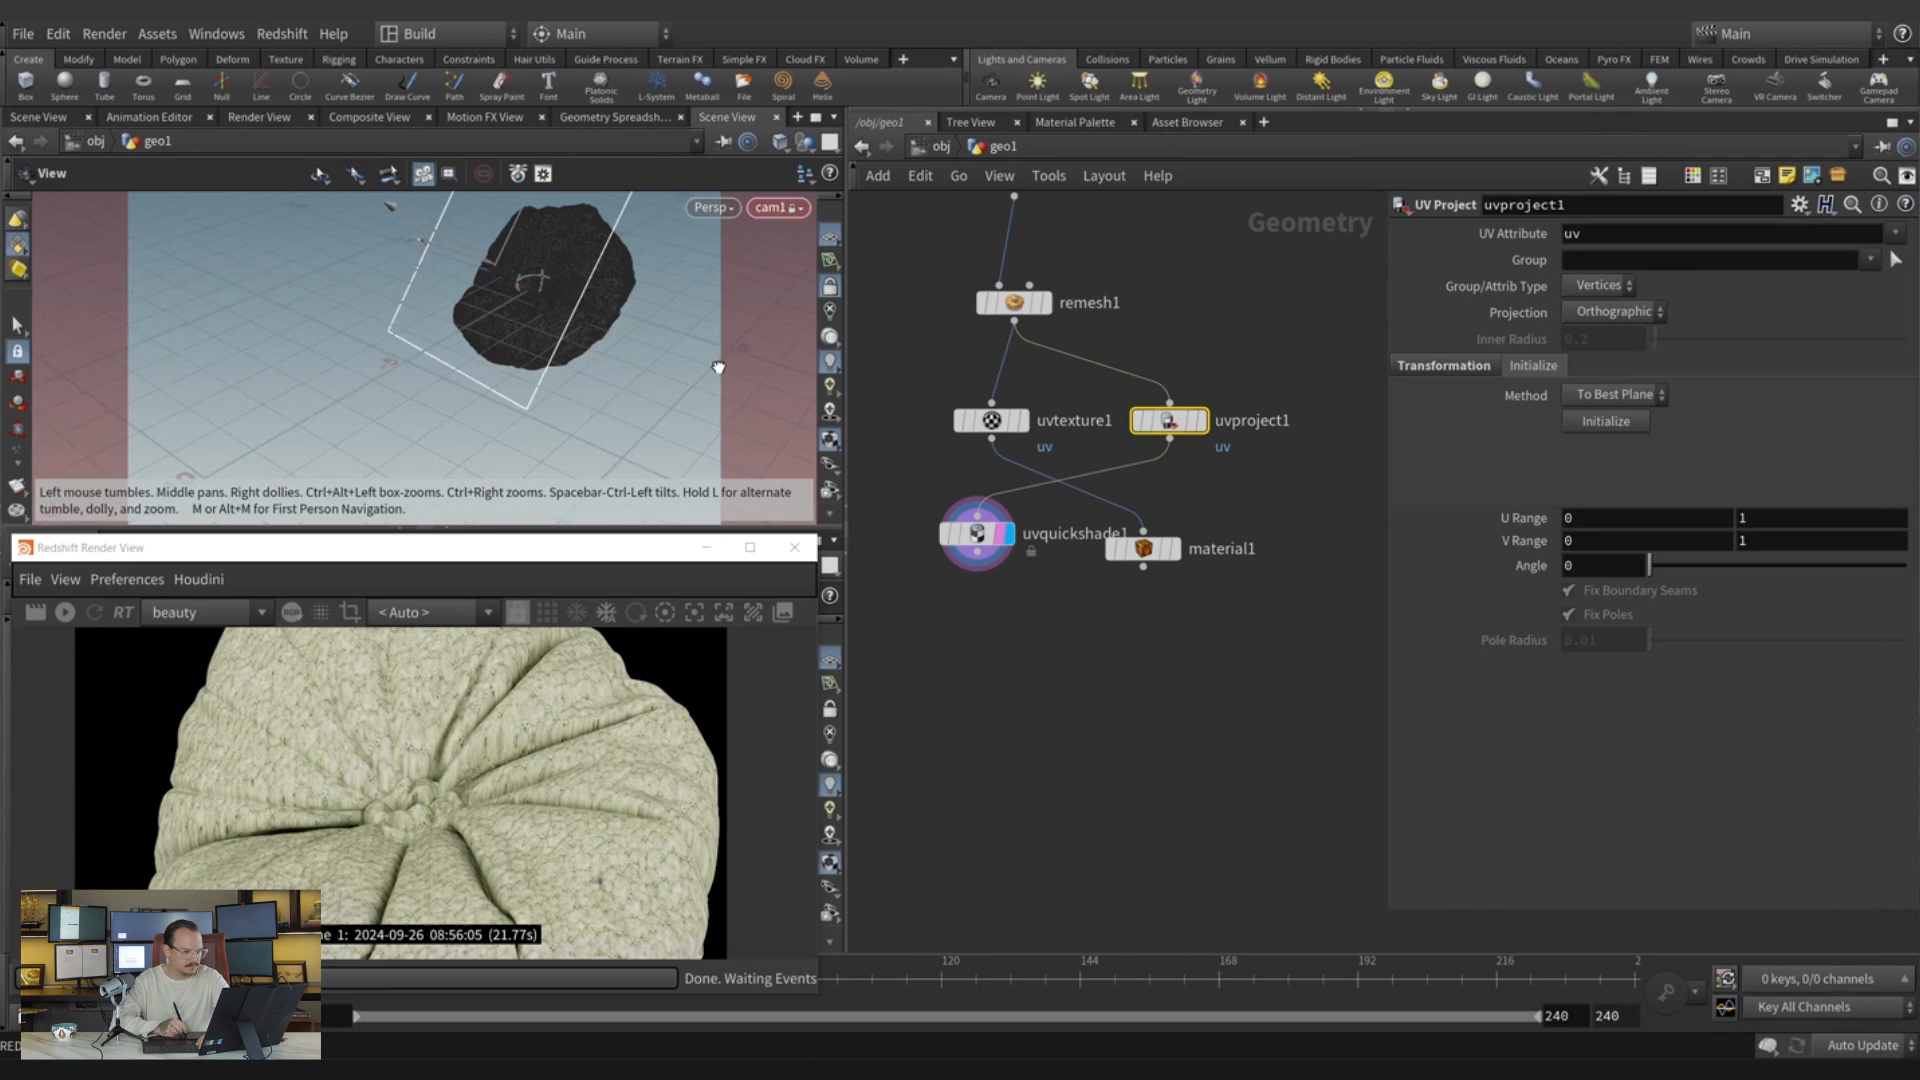 File Edit Render Assets Windows Redshift Help Build Main Main
Create Modify Model Polygon Deform Texture Rigging Characters Constraints Hair Utils Guide Process Terrain FX Simple FX Cloud FX Volume
Lights and Cameras Collisions Particles Grains Vellum Rigid Bodies Particle Fluids Viscous Fluids Oceans Pyro FX FEM Wires Crowds Drive Simulation
Box Sphere Tube Torus Grid Null Line Circle Curve Bezier Draw Curve Path Spray Paint Font Platonic Solids L-System Metaball File Spiral Helix
Camera Point Light Spot Light Area Light Geometry Light Volume Light Distant Light Environment Light Sky Light GI Light Caustic Light Portal Light Ambient Light Stereo Camera VR Camera Switcher Gamepad Camera
Scene View Animation Editor Render View Composite View Motion FX View Geometry Spreadsh... Scene View
/obj/geo1 Tree View Material Palette Asset Browser
obj geo1
obj geo1
View
Add Edit Go View Tools Layout Help
Persp cam1
Geometry
UV Project uvproject1
UV Attribute uv
Group
Group/Attrib Type Vertices
Projection Orthographic
Inner Radius 0.2
Transformation Initialize
Method To Best Plane
Initialize
U Range 0 1
V Range 0 1
Angle 0
Fix Boundary Seams
Fix Poles
Pole Radius 0.01
remesh1
uvtexture1
uv
uvproject1
uv
uvquickshade1
material1
Left mouse tumbles. Middle pans. Right dollies. Ctrl+Alt+Left box-zooms. Ctrl+Right zooms. Spacebar-Ctrl-Left tilts. Hold L for alternate
tumble, dolly, and zoom. M or Alt+M for First Person Navigation.
Redshift Render View
File View Preferences Houdini
RT beauty < Auto >
e 1: 2024-09-26 08:56:05 (21.77s)
Done. Waiting Events
120 144 168 192 216 2
240 240
0 keys, 0/0 channels
Key All Channels
Auto Update
RED